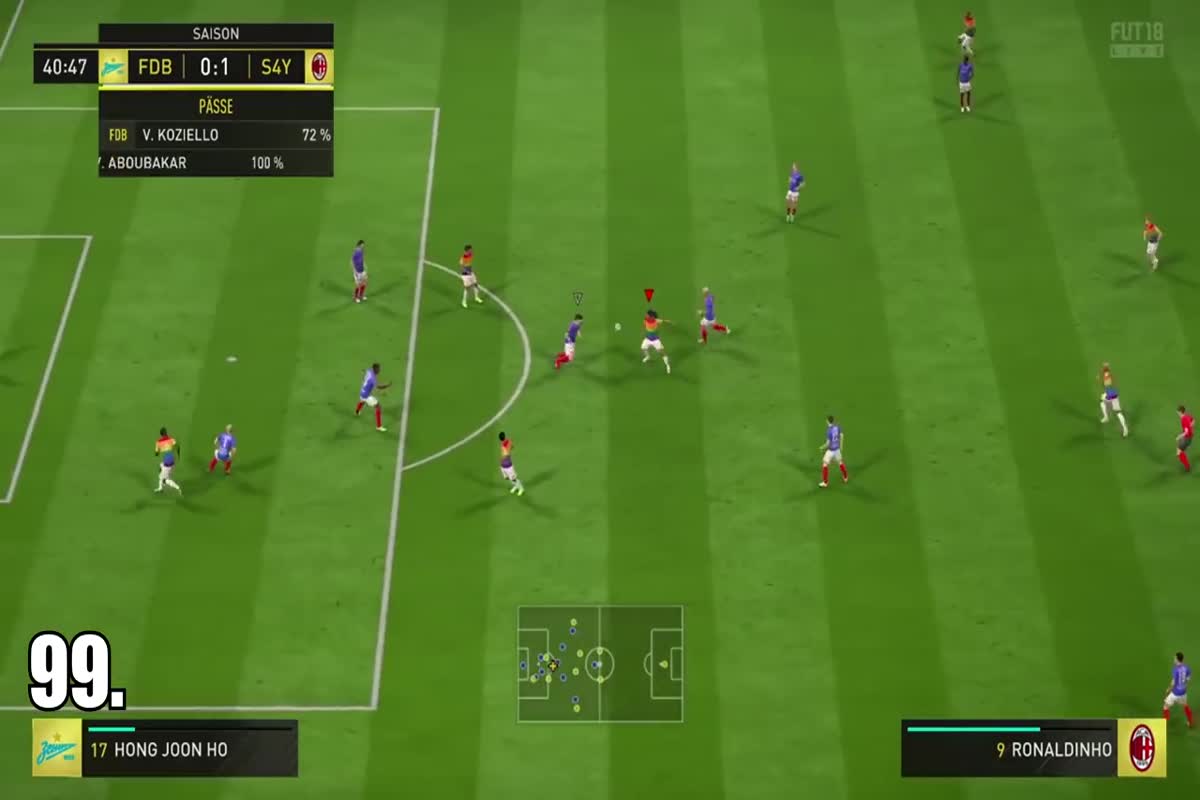 SAISON
FUT18
LIVE
40:47 FDB 0:1 S4Y
PÄSSE
FDB V. KOZIELLO 72 %
V. ABOUBAKAR 100 %
99.
17 HONG JOON HO
9 RONALDINHO